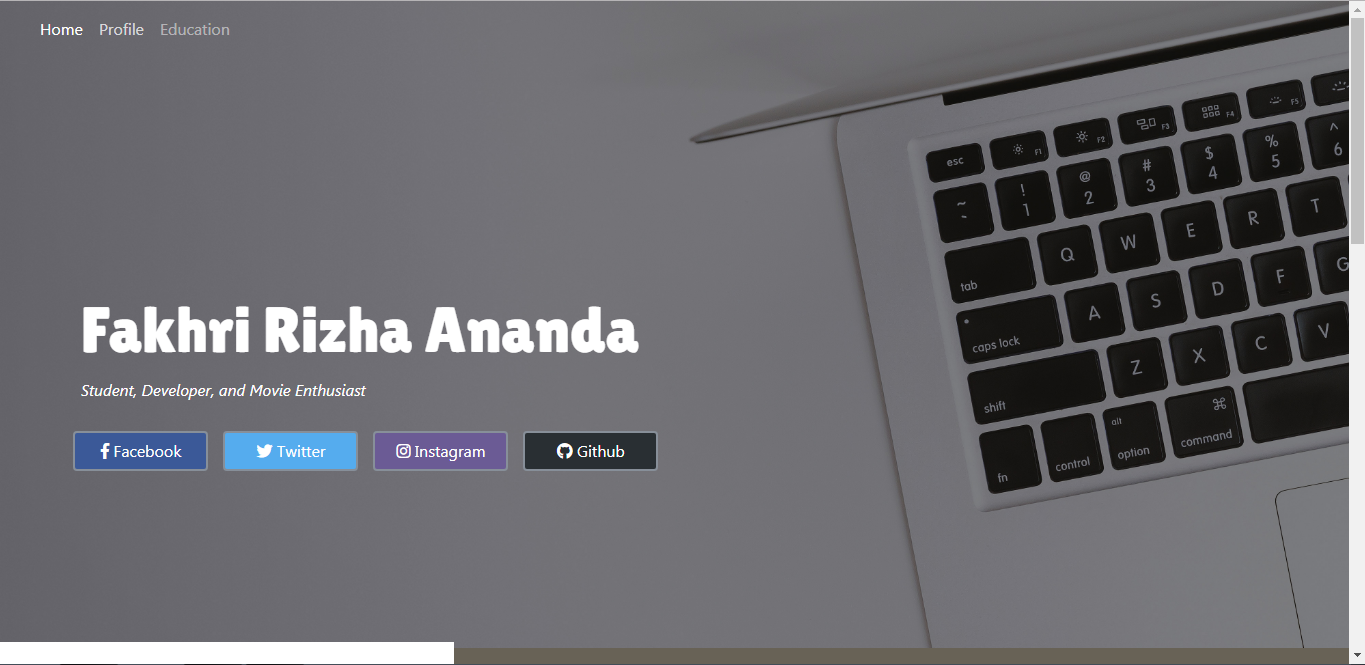 Home Profile Education
Fakhri Rizha Ananda
Student, Developer, and Movie Enthusiast
Facebook Twitter Instagram Github
esc F1 F2 F3 F4 F5
~ ` ! 1 @ 2 # 3 $ 4 % 5 ^ 6
tab Q W E R T
caps lock A S D F G
shift Z X C V
fn control alt option ⌘ command